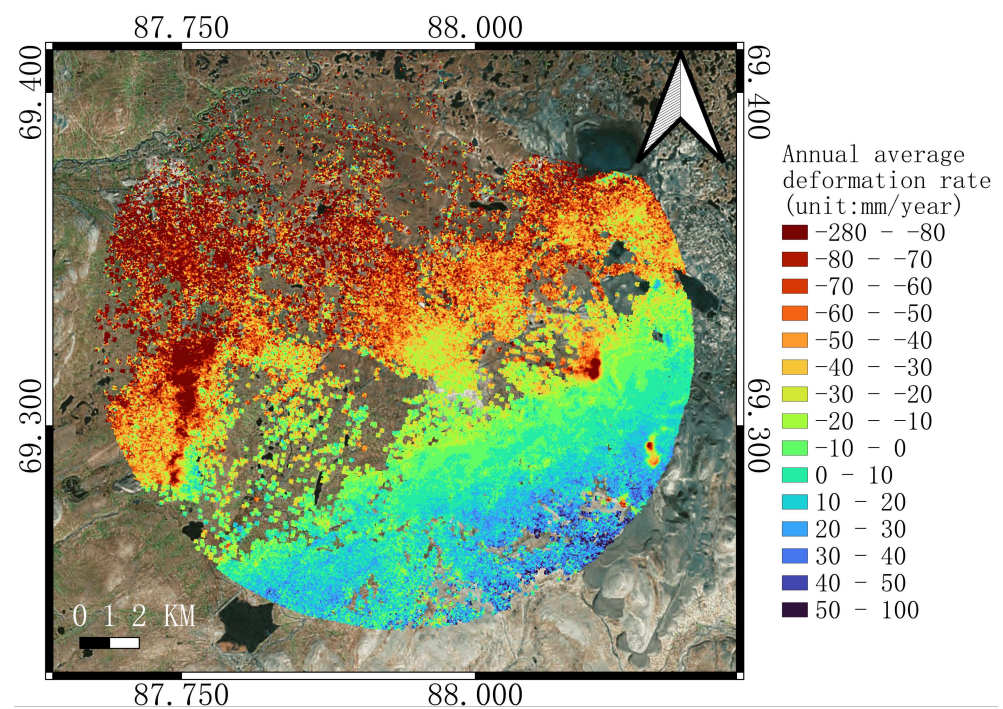 87.750 88.000
69.400
69.400
69.300
69.300
Annual average
deformation rate
(unit:mm/year)
-280 - -80
-80 - -70
-70 - -60
-60 - -50
-50 - -40
-40 - -30
-30 - -20
-20 - -10
-10 - 0
0 - 10
10 - 20
20 - 30
30 - 40
40 - 50
50 - 100
0 1 2 KM
87.750 88.000